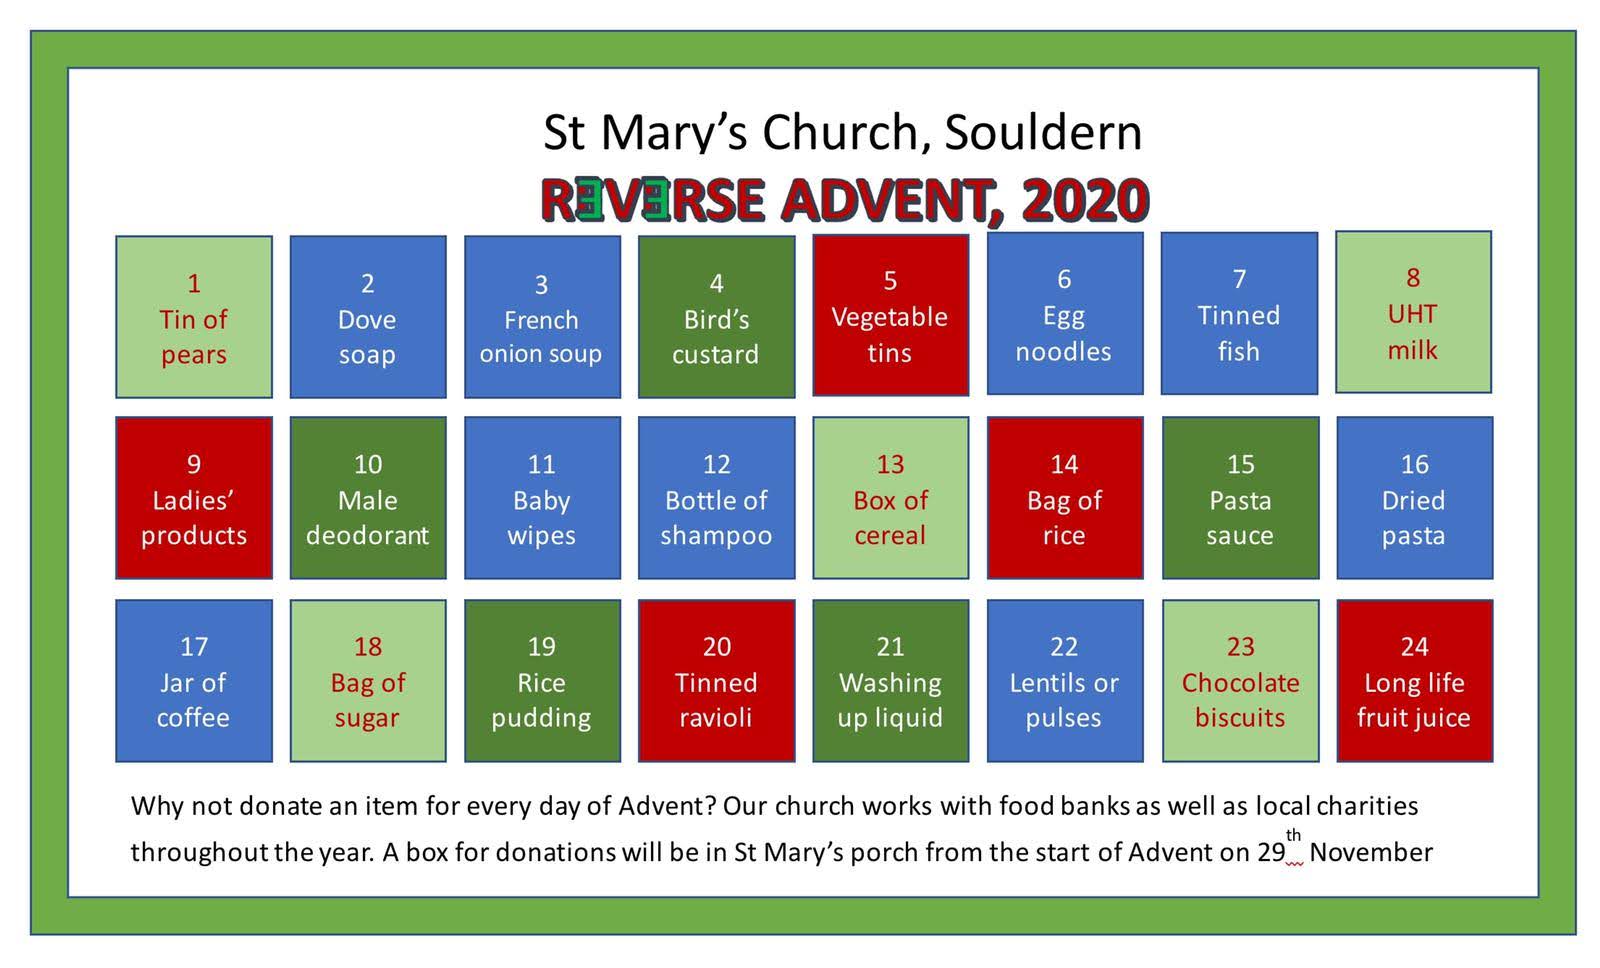 St Mary’s Church, Souldern
RƎVƎRSE ADVENT, 2020
1
Tin of
pears
2
Dove
soap
3
French
onion soup
4
Bird’s
custard
5
Vegetable
tins
6
Egg
noodles
7
Tinned
fish
8
UHT
milk
9
Ladies’
products
10
Male
deodorant
11
Baby
wipes
12
Bottle of
shampoo
13
Box of
cereal
14
Bag of
rice
15
Pasta
sauce
16
Dried
pasta
17
Jar of
coffee
18
Bag of
sugar
19
Rice
pudding
20
Tinned
ravioli
21
Washing
up liquid
22
Lentils or
pulses
23
Chocolate
biscuits
24
Long life
fruit juice
Why not donate an item for every day of Advent? Our church works with food banks as well as local charities
throughout the year. A box for donations will be in St Mary’s porch from the start of Advent on 29th November